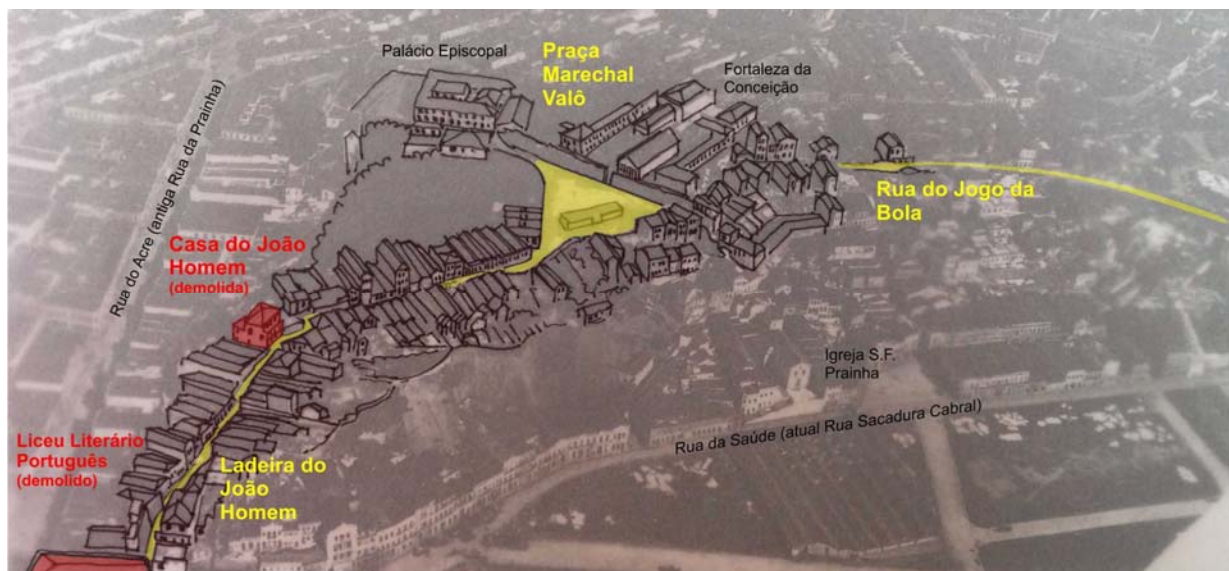 Palácio Episcopal
Praça
Marechal
Valô
Fortaleza da
Conceição
Rua do Acre (antiga Rua da Prainha)
Rua do Jogo da
Bola
Casa do João
Homem
(demolida)
Igreja S.F.
Prainha
Rua da Saúde (atual Rua Sacadura Cabral)
Liceu Literário
Português
(demolido)
Ladeira do
João
Homem